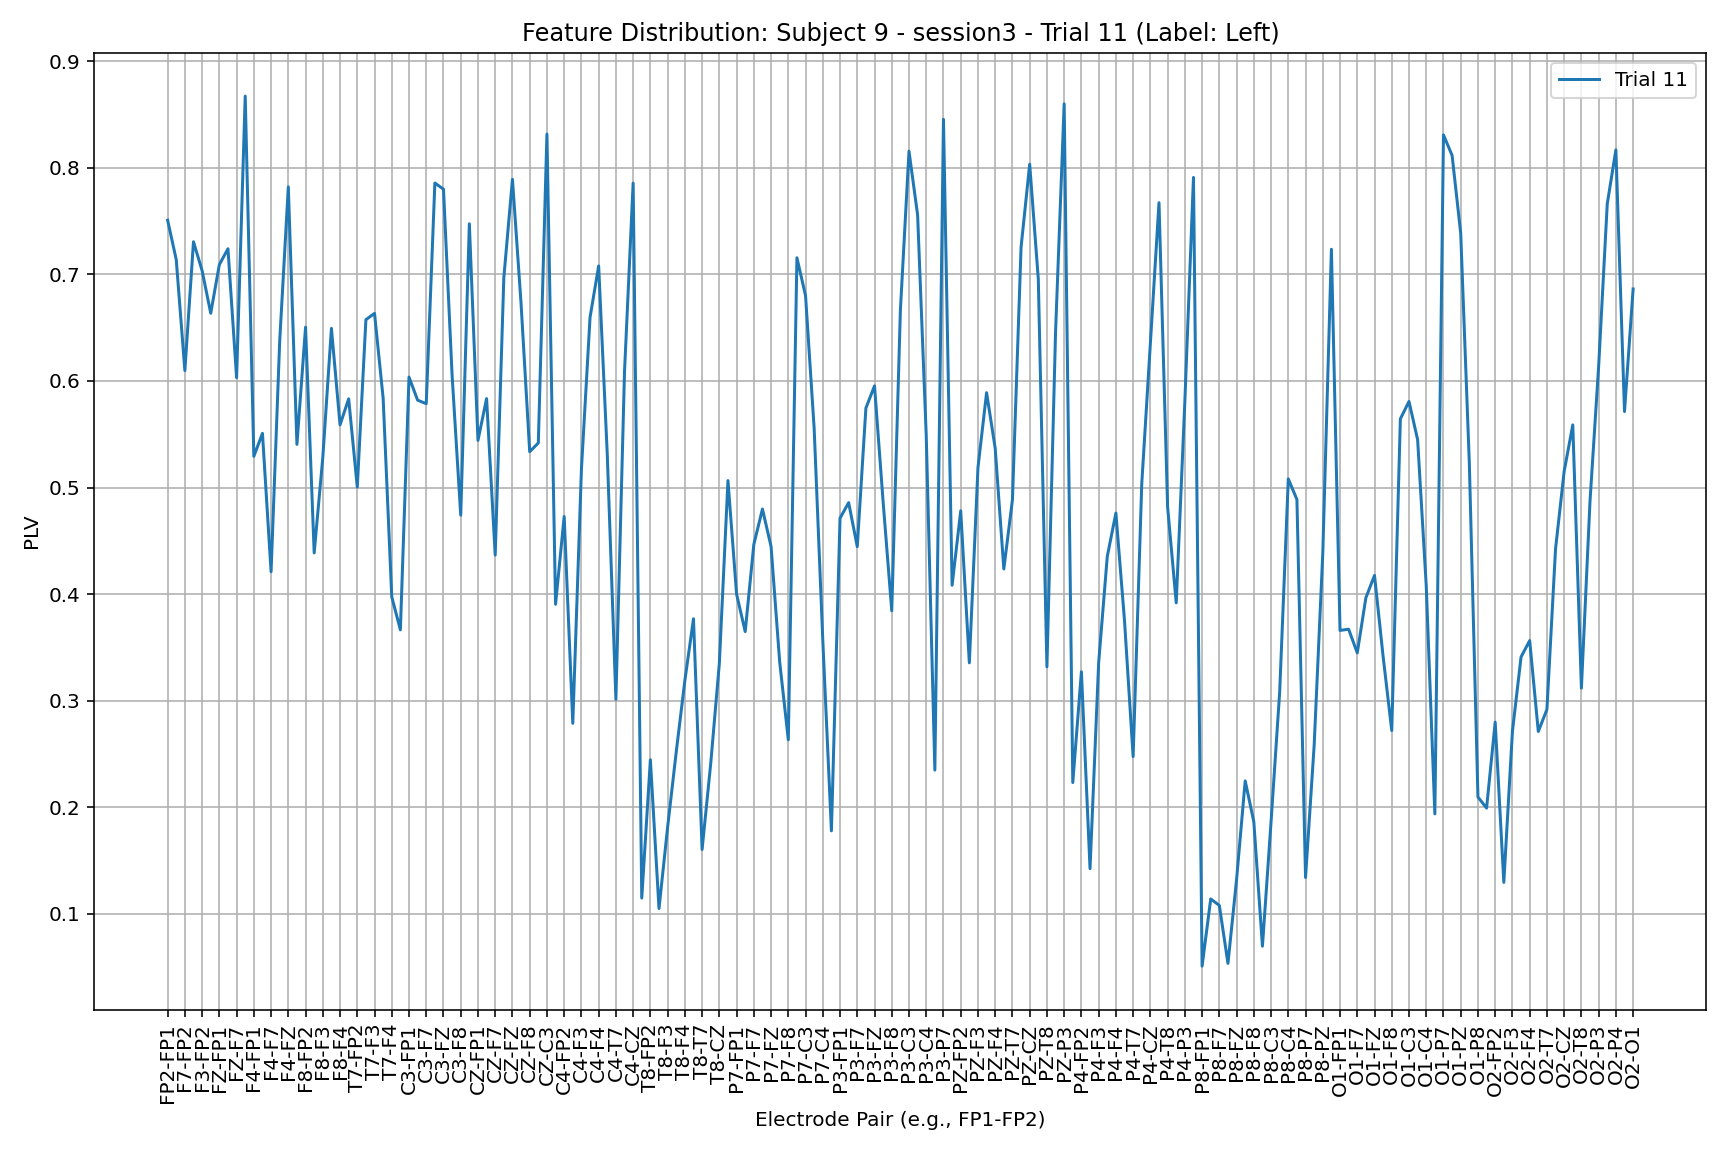 Feature Distribution: Subject 9 - session3 - Trial 11 (Label: Left)
Trial 11
0.9
0.8
0.7
0.6
0.5
0.4
0.3
0.2
0.1
PLV
FP2-FP1
F7-FP2
F3-FP2
FZ-FP1
FZ-F7
F4-FP1
F4-F7
F4-FZ
F8-FP2
F8-F3
F8-F4
T7-FP2
T7-F3
T7-F4
C3-FP1
C3-F7
C3-FZ
C3-F8
CZ-FP1
CZ-F7
CZ-FZ
CZ-F8
CZ-C3
C4-FP2
C4-F3
C4-F4
C4-T7
C4-CZ
T8-FP2
T8-F3
T8-F4
T8-T7
T8-CZ
P7-FP1
P7-F7
P7-FZ
P7-F8
P7-C3
P7-C4
P3-FP1
P3-F7
P3-FZ
P3-F8
P3-C3
P3-C4
P3-P7
PZ-FP2
PZ-F3
PZ-F4
PZ-T7
PZ-CZ
PZ-T8
PZ-P3
P4-FP2
P4-F3
P4-F4
P4-T7
P4-CZ
P4-T8
P4-P3
P8-FP1
P8-F7
P8-FZ
P8-F8
P8-C3
P8-C4
P8-P7
P8-PZ
O1-FP1
O1-F7
O1-FZ
O1-F8
O1-C3
O1-C4
O1-P7
O1-PZ
O1-P8
O2-FP2
O2-F3
O2-F4
O2-T7
O2-CZ
O2-T8
O2-P3
O2-P4
O2-O1
Electrode Pair (e.g., FP1-FP2)